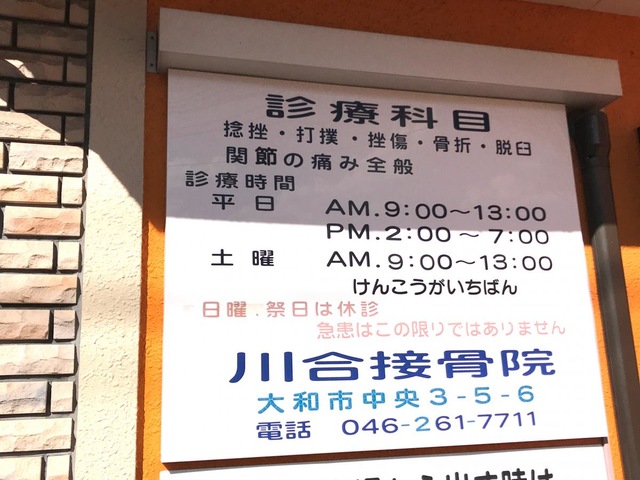 診療科目
捻挫・打撲・挫傷・骨折・脱臼
関節の痛み全般
診療時間
平日 AM.9:00〜13:00
PM.2:00〜7:00
土曜 AM.9:00〜13:00
けんこうがいちばん
日曜.祭日は休診
急患はこの限りではありません
川合接骨院
大和市中央3-5-6
電話 046-261-7711